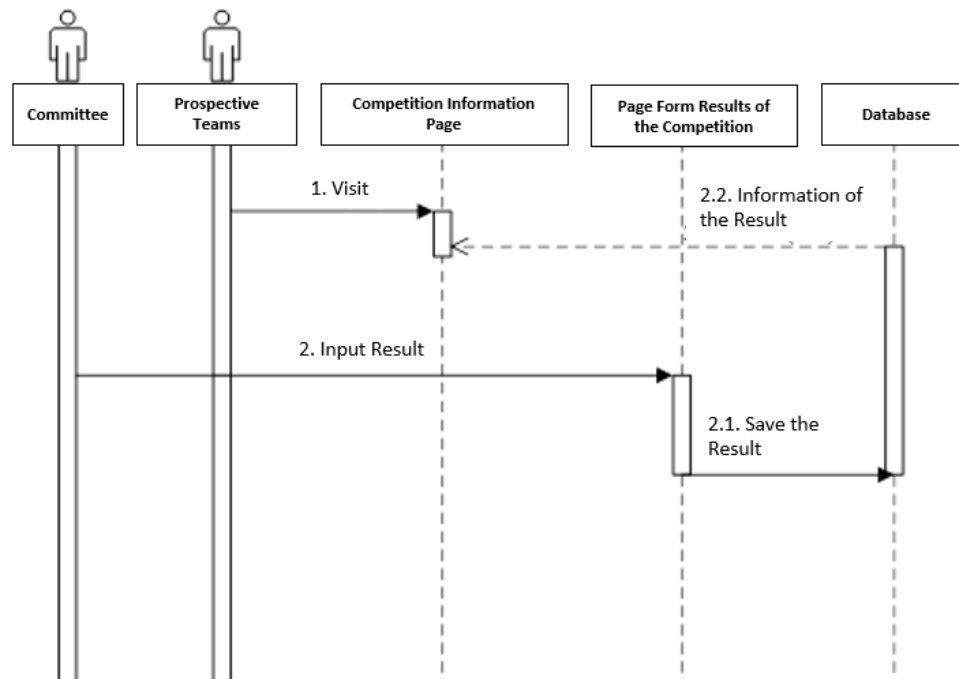 Committee
Prospective
Teams
Competition Information
Page
Page Form Results of
the Competition
Database
1. Visit
2.2. Information of
the Result
2. Input Result
2.1. Save the
Result